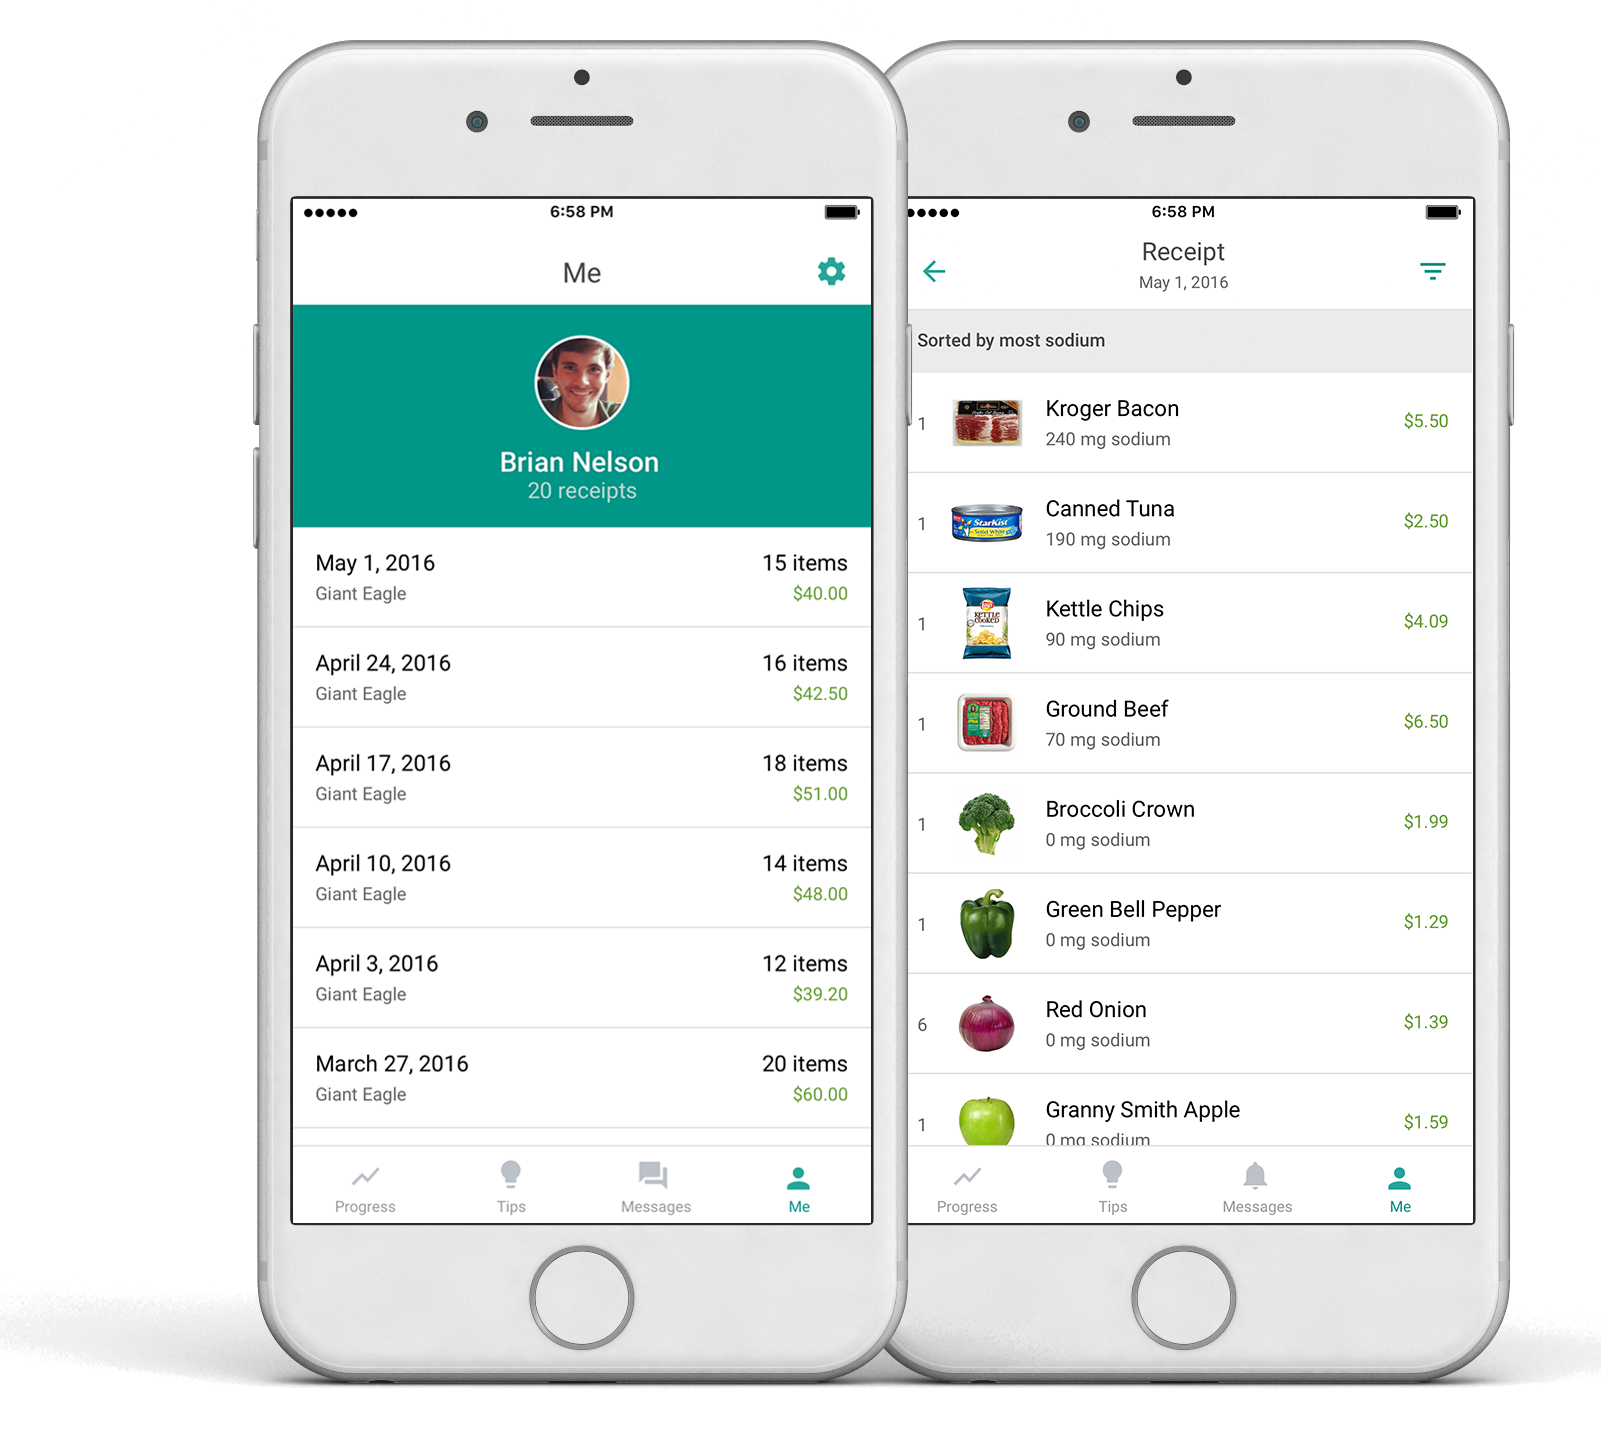 6:58 PM
Me
Brian Nelson
20 receipts
May 1, 2016 15 items
Giant Eagle $40.00
April 24, 2016 16 items
Giant Eagle $42.50
April 17, 2016 18 items
Giant Eagle $51.00
April 10, 2016 14 items
Giant Eagle $48.00
April 3, 2016 12 items
Giant Eagle $39.20
March 27, 2016 20 items
Giant Eagle $60.00
Progress Tips Messages Me
6:58 PM
Receipt
May 1, 2016
Sorted by most sodium
Kroger Bacon
1 $5.50
240 mg sodium
Canned Tuna
1 StarKist $2.50
Solid White
190 mg sodium
Kettle Chips
1 KETTLE COOKED $4.09
90 mg sodium
Ground Beef
1 $6.50
70 mg sodium
Broccoli Crown
1 $1.99
0 mg sodium
Green Bell Pepper
1 $1.29
0 mg sodium
Red Onion
6 $1.39
0 mg sodium
Granny Smith Apple
1 $1.59
0 mg sodium
Progress Tips Messages Me